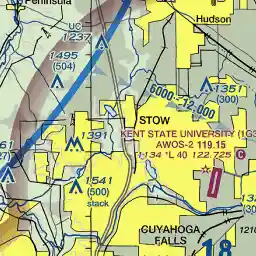 Peninsula
Hudson
UC
1237
1495
(504)
6000 - 12,000
1351
(300)
STOW
KENT STATE UNIVERSITY (1G3
AWOS-2 119.15
1134 *L 40 122.725 C
1391
1541
(500)
stack
CUYAHOGA
FALLS
18